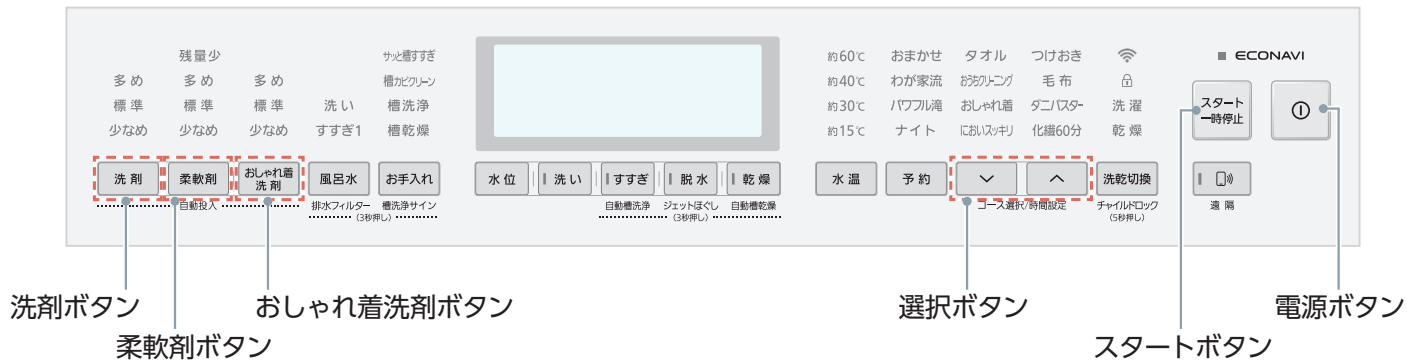 残量少 サッと槽すすぎ 約60℃ おまかせ タオル つけおき
ECONAVI
多め 多め 多め 槽カビクリーン 約40℃ わが家流 おうちクリーニング 毛布
標準 標準 標準 洗い 槽洗浄 約30℃ パワフル滝 おしゃれ着 ダニバスター 洗濯
少なめ 少なめ 少なめ すすぎ1 槽乾燥 約15℃ ナイト においスッキリ 化繊60分 乾燥
スタート
一時停止
洗剤 柔軟剤 おしゃれ着
洗剤 風呂水 お手入れ 水位 洗い すすぎ 脱水 乾燥 水温 予約 洗乾切換
自動投入 排水フィルター 槽洗浄サイン 自動槽洗浄 ジェットほぐし 自動槽乾燥 コース選択/時間設定 チャイルドロック 遠隔
(3秒押し) (3秒押し) (5秒押し)
洗剤ボタン おしゃれ着洗剤ボタン 選択ボタン 電源ボタン
柔軟剤ボタン スタートボタン